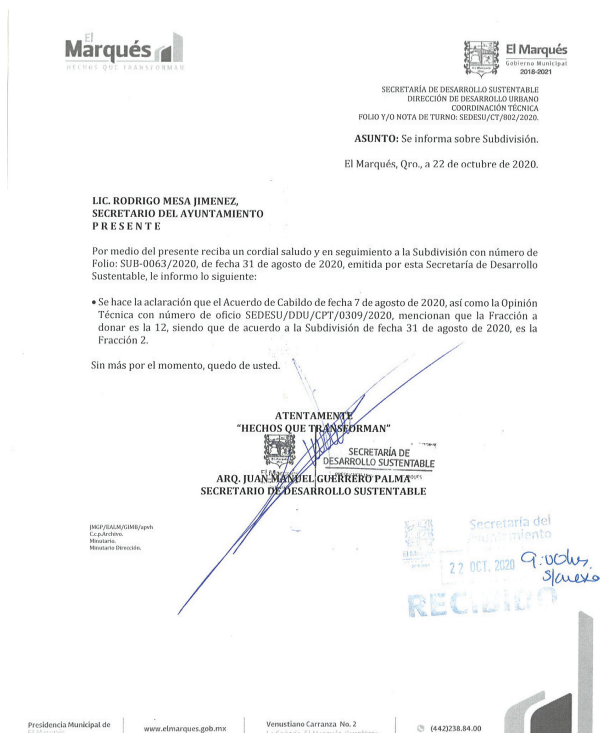 El
Marqués
HECHOS QUE TRANSFORMAN
El Marqués
Gobierno Municipal
2018-2021
SECRETARÍA DE DESARROLLO SUSTENTABLE
DIRECCIÓN DE DESARROLLO URBANO
COORDINACIÓN TÉCNICA
FOLIO Y/O NOTA DE TURNO: SEDESU/CT/802/2020.
ASUNTO: Se informa sobre Subdivisión.
El Marqués, Qro., a 22 de octubre de 2020.
LIC. RODRIGO MESA JIMENEZ,
SECRETARIO DEL AYUNTAMIENTO
P R E S E N T E
Por medio del presente reciba un cordial saludo y en seguimiento a la Subdivisión con número de
Folio: SUB-0063/2020, de fecha 31 de agosto de 2020, emitida por esta Secretaría de Desarrollo
Sustentable, le informo lo siguiente:
• Se hace la aclaración que el Acuerdo de Cabildo de fecha 7 de agosto de 2020, así como la Opinión
Técnica con número de oficio SEDESU/DDU/CPT/0309/2020, mencionan que la Fracción a
donar es la 12, siendo que de acuerdo a la Subdivisión de fecha 31 de agosto de 2020, es la
Fracción 2.
Sin más por el momento, quedo de usted.
ATENTAMENTE
"HECHOS QUE TRANSFORMAN"
SECRETARÍA DE
DESARROLLO SUSTENTABLE
ARQ. JUAN MANUEL GUERRERO PALMA
SECRETARIO DE DESARROLLO SUSTENTABLE
JMGP/EALM/GIMB/apvh
C.c.p.Archivo.
Minutario.
Minutario Dirección.
Secretaría del
Ayuntamiento
22 OCT. 2020
s/anexo
RECIBIDO
Presidencia Municipal de
www.elmarques.gob.mx
Venustiano Carranza No. 2
(442)238.84.00